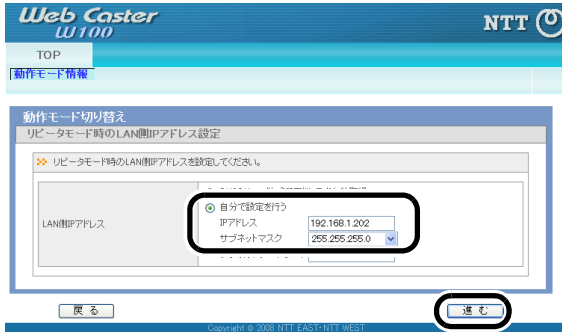 Web Caster
W100
NTT
TOP
動作モード情報
動作モード切り替え
リピータモード時のLAN側IPアドレス設定
リピータモード時のLAN側IPアドレスを設定してください。
LAN側IPアドレス
自分で設定を行う
IPアドレス 192.168.1.202
サブネットマスク 255.255.255.0
戻る
進む
Copyright © 2008 NTT EAST・NTT WEST